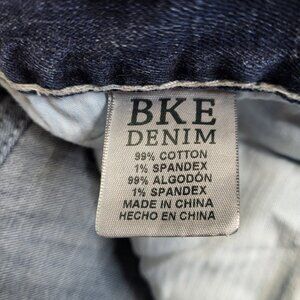 BKE
DENIM
99% COTTON
1% SPANDEX
99% ALGODÓN
1% SPANDEX
MADE IN CHINA
HECHO EN CHINA